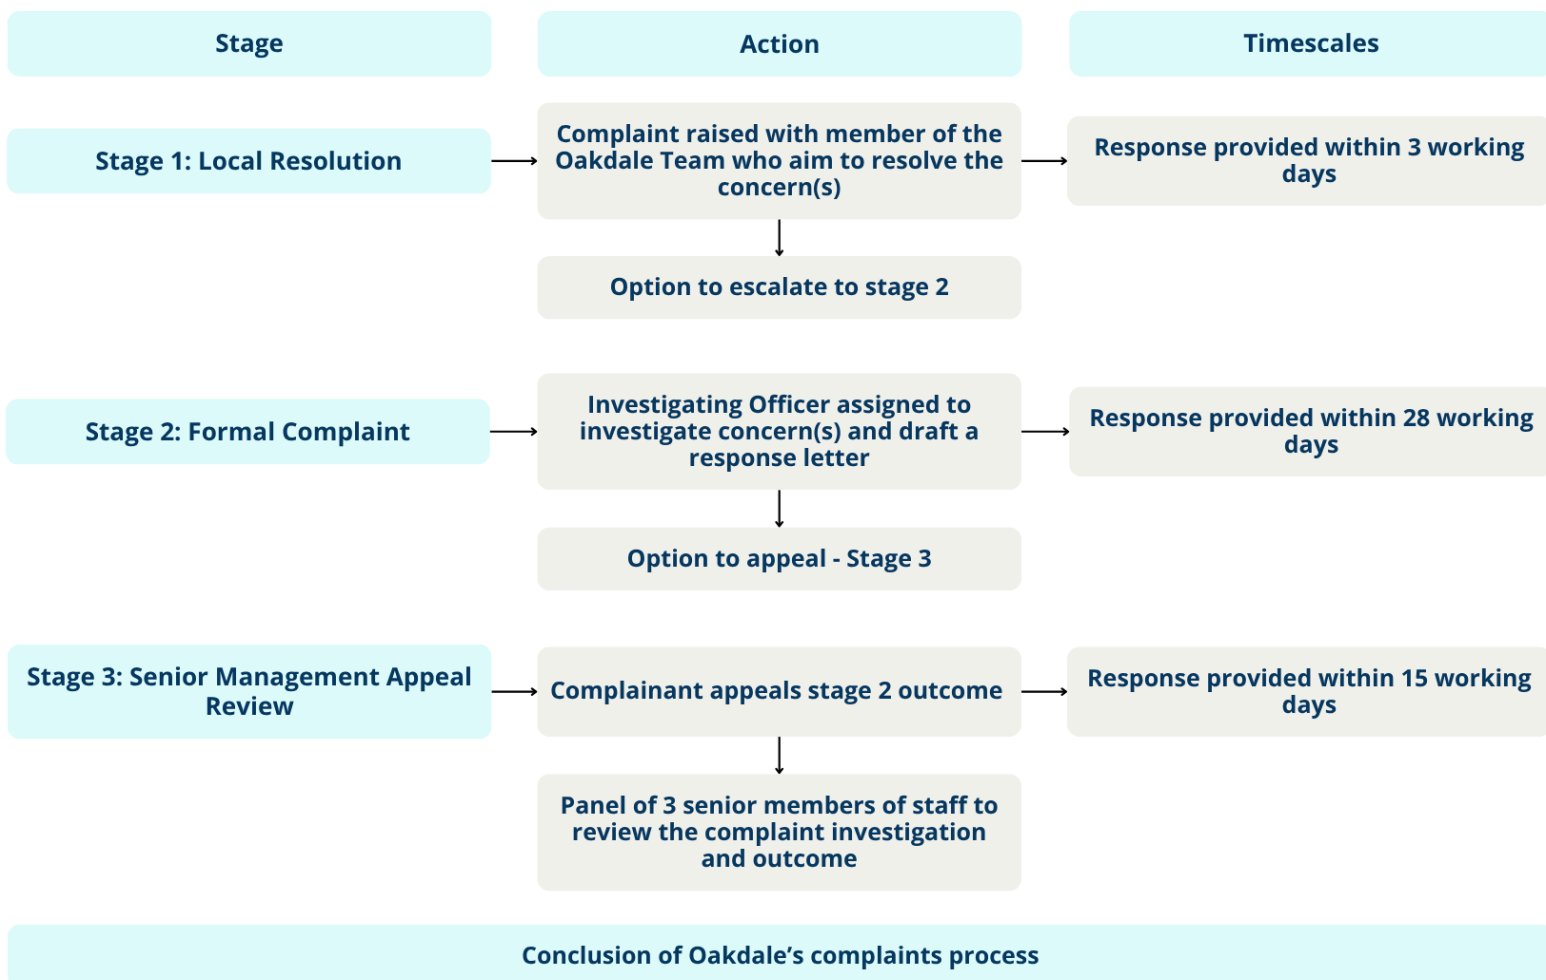 Stage
Action
Timescales
Stage 1: Local Resolution
Complaint raised with member of the
Oakdale Team who aim to resolve the
concern(s)
Response provided within 3 working
days
Option to escalate to stage 2
Stage 2: Formal Complaint
Investigating Officer assigned to
investigate concern(s) and draft a
response letter
Response provided within 28 working
days
Option to appeal - Stage 3
Stage 3: Senior Management Appeal
Review
Complainant appeals stage 2 outcome
Response provided within 15 working
days
Panel of 3 senior members of staff to
review the complaint investigation
and outcome
Conclusion of Oakdale’s complaints process